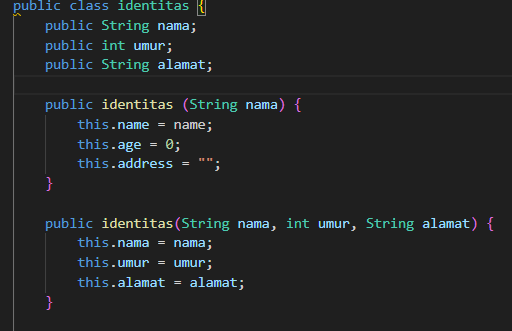 public class identitas {
    public String nama;
    public int umur;
    public String alamat;
    public identitas (String nama) {
        this.name = name;
        this.age = 0;
        this.address = "";
    }
    public identitas(String nama, int umur, String alamat) {
        this.nama = nama;
        this.umur = umur;
        this.alamat = alamat;
    }